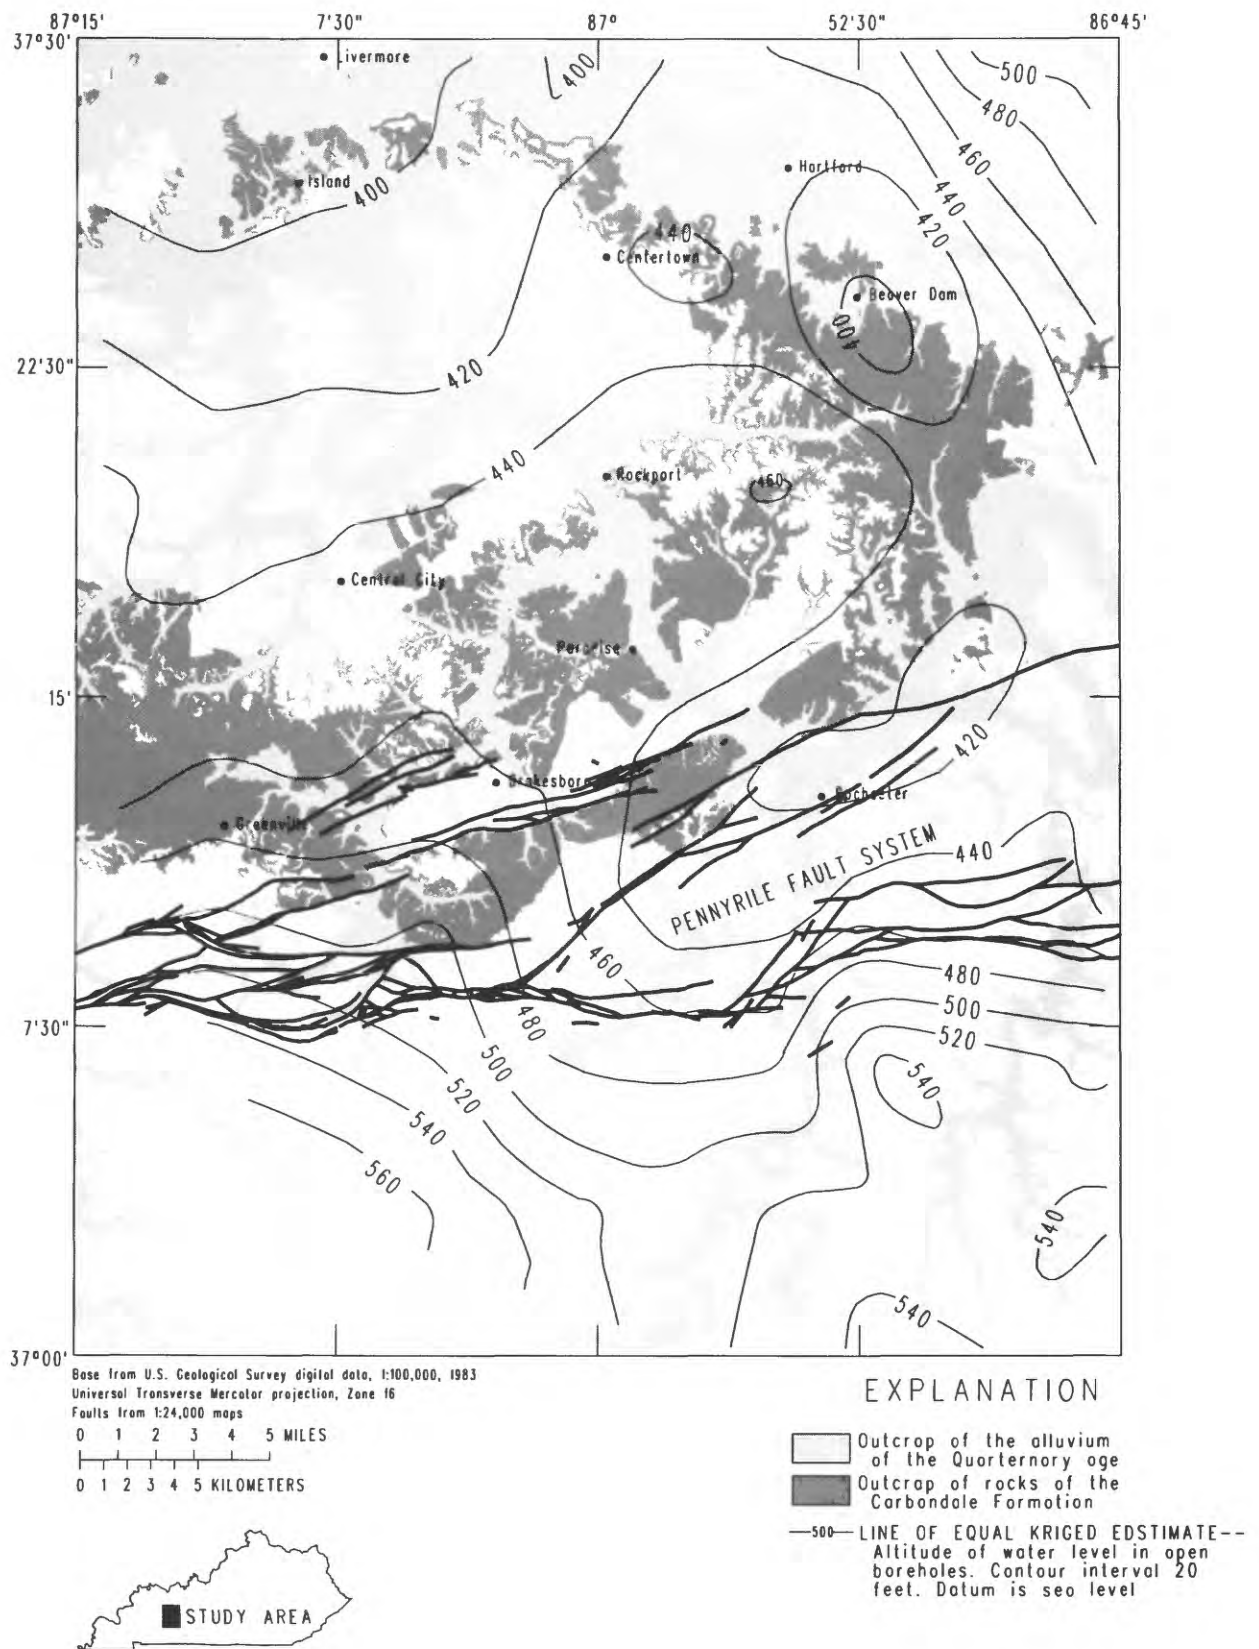 87°15'
7'30"
87°
52'30"
86°45'
37°30'
Livermore
400
500
480
460
Hartford
Island
400
440
440
420
Centertown
Beaver Dam
400
22'30"
420
440
Rockport
460
Central City
Paradise
15'
420
Drakesboro
Rochester
Greenville
PENNYRILE FAULT SYSTEM
440
460
480
500
7'30"
480
500
520
520
540
540
560
540
540
37°00'
Base from U.S. Geological Survey digital data, 1:100,000, 1983
Universal Transverse Mercator projection, Zone 16
Faults from 1:24,000 maps
0 1 2 3 4 5 MILES
0 1 2 3 4 5 KILOMETERS
STUDY AREA
EXPLANATION
Outcrop of the alluvium
of the Quorternory age
Outcrop of rocks of the
Carbondale Formotion
—500— LINE OF EQUAL KRIGED EDSTIMATE--
Altitude of water level in open
boreholes. Contour interval 20
feet. Datum is seo level